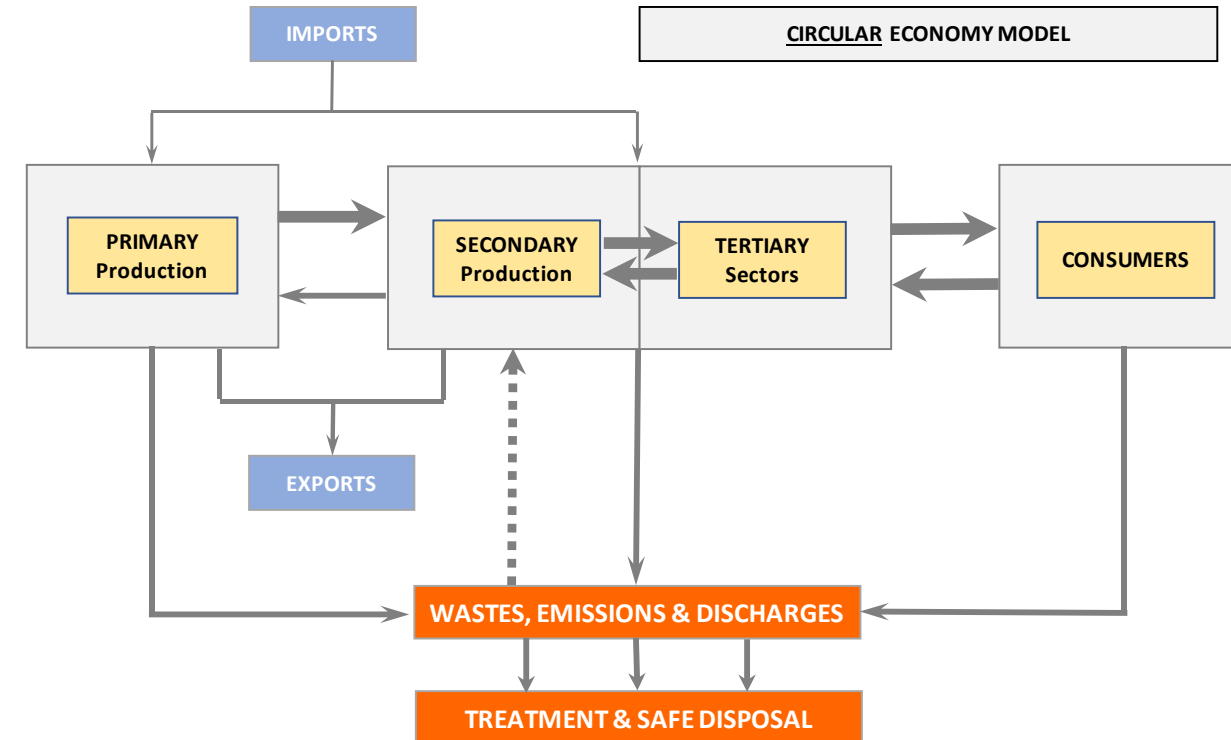 IMPORTS
CIRCULAR ECONOMY MODEL
PRIMARY
Production
SECONDARY
Production
TERTIARY
Sectors
CONSUMERS
EXPORTS
WASTES, EMISSIONS & DISCHARGES
TREATMENT & SAFE DISPOSAL